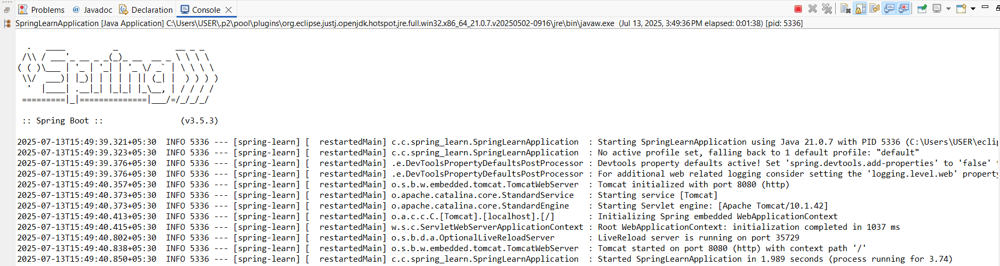 Problems @ Javadoc Declaration Console
SpringLearnApplication [Java Application] C:\Users\USER\.p2\pool\plugins\org.eclipse.justj.openjdk.hotspot.jre.full.win32.x86_64_21.0.7.v20250502-0916\jre\bin\javaw.exe (Jul 13, 2025, 3:49:36 PM elapsed: 0:01:38) [pid: 5336]
  .   ____          _            __ _ _
 /\\ / ___'_ __ _ _(_)_ __  __ _ \ \ \ \
( ( )\___ | '_ | '_| | '_ \/ _` | \ \ \ \
 \\/  ___)| |_)| | | | | || (_| |  ) ) ) )
  '  |____| .__|_| |_|_| |_\__, | / / / /
 =========|_|==============|___/=/_/_/_/
 :: Spring Boot ::                (v3.5.3)
2025-07-13T15:49:39.321+05:30  INFO 5336 --- [spring-learn] [  restartedMain] c.c.spring_learn.SpringLearnApplication  : Starting SpringLearnApplication using Java 21.0.7 with PID 5336 (C:\Users\USER\eclip
2025-07-13T15:49:39.323+05:30  INFO 5336 --- [spring-learn] [  restartedMain] c.c.spring_learn.SpringLearnApplication  : No active profile set, falling back to 1 default profile: "default"
2025-07-13T15:49:39.376+05:30  INFO 5336 --- [spring-learn] [  restartedMain] .e.DevToolsPropertyDefaultsPostProcessor : Devtools property defaults active! Set 'spring.devtools.add-properties' to 'false'
2025-07-13T15:49:39.376+05:30  INFO 5336 --- [spring-learn] [  restartedMain] .e.DevToolsPropertyDefaultsPostProcessor : For additional web related logging consider setting the 'logging.level.web' property
2025-07-13T15:49:40.357+05:30  INFO 5336 --- [spring-learn] [  restartedMain] o.s.b.w.embedded.tomcat.TomcatWebServer  : Tomcat initialized with port 8080 (http)
2025-07-13T15:49:40.373+05:30  INFO 5336 --- [spring-learn] [  restartedMain] o.apache.catalina.core.StandardService   : Starting service [Tomcat]
2025-07-13T15:49:40.373+05:30  INFO 5336 --- [spring-learn] [  restartedMain] o.apache.catalina.core.StandardEngine    : Starting Servlet engine: [Apache Tomcat/10.1.42]
2025-07-13T15:49:40.413+05:30  INFO 5336 --- [spring-learn] [  restartedMain] o.a.c.c.C.[Tomcat].[localhost].[/]       : Initializing Spring embedded WebApplicationContext
2025-07-13T15:49:40.415+05:30  INFO 5336 --- [spring-learn] [  restartedMain] w.s.c.ServletWebServerApplicationContext : Root WebApplicationContext: initialization completed in 1037 ms
2025-07-13T15:49:40.802+05:30  INFO 5336 --- [spring-learn] [  restartedMain] o.s.b.d.a.OptionalLiveReloadServer       : LiveReload server is running on port 35729
2025-07-13T15:49:40.838+05:30  INFO 5336 --- [spring-learn] [  restartedMain] o.s.b.w.embedded.tomcat.TomcatWebServer  : Tomcat started on port 8080 (http) with context path '/'
2025-07-13T15:49:40.850+05:30  INFO 5336 --- [spring-learn] [  restartedMain] c.c.spring_learn.SpringLearnApplication  : Started SpringLearnApplication in 1.989 seconds (process running for 3.74)